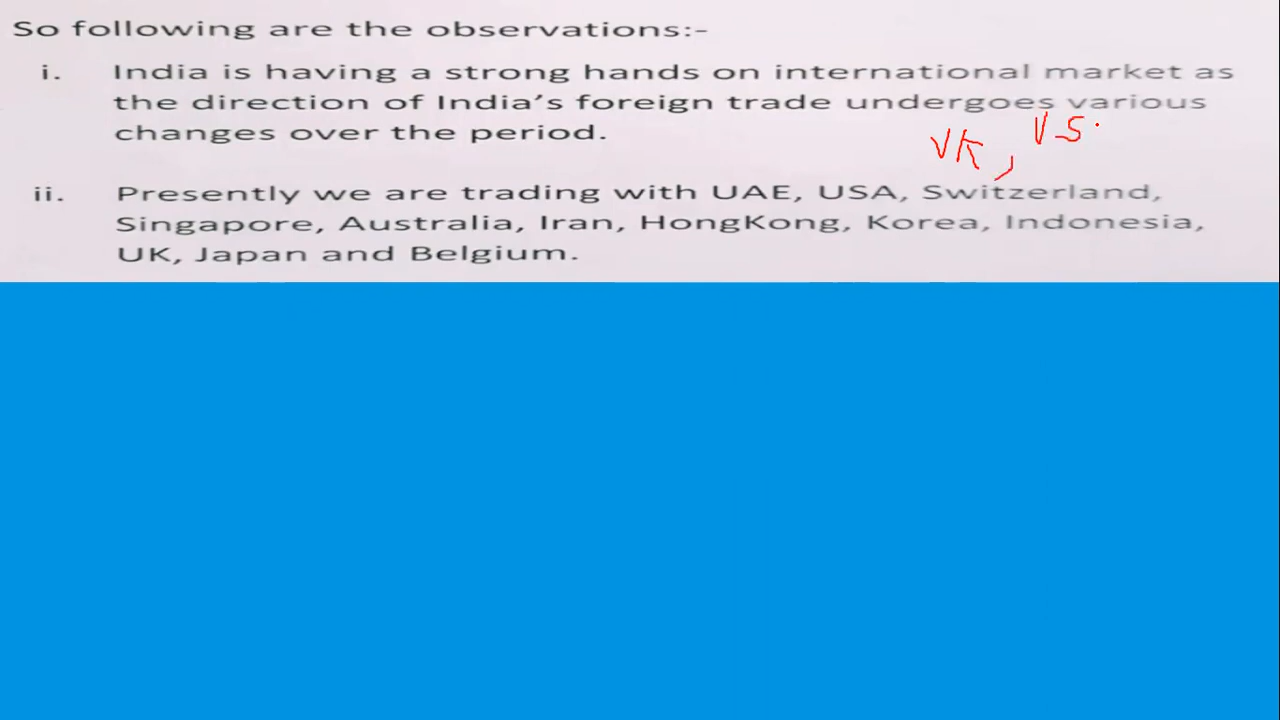 So following are the observations:-
i. India is having a strong hands on international market as
the direction of India's foreign trade undergoes various
changes over the period.
VK, VS.
ii. Presently we are trading with UAE, USA, Switzerland,
Singapore, Australia, Iran, HongKong, Korea, Indonesia,
UK, Japan and Belgium.